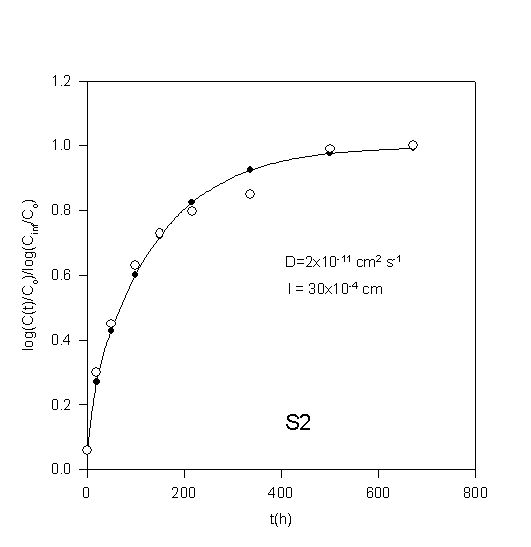 1.2
1.0
0.8
0.6
0.4
0.2
0.0
log(C(t)/Co)/log(Cinf/Co)
D=2x10-11 cm2 s-1
l = 30x10-4 cm
S2
0 200 400 600 800
t(h)